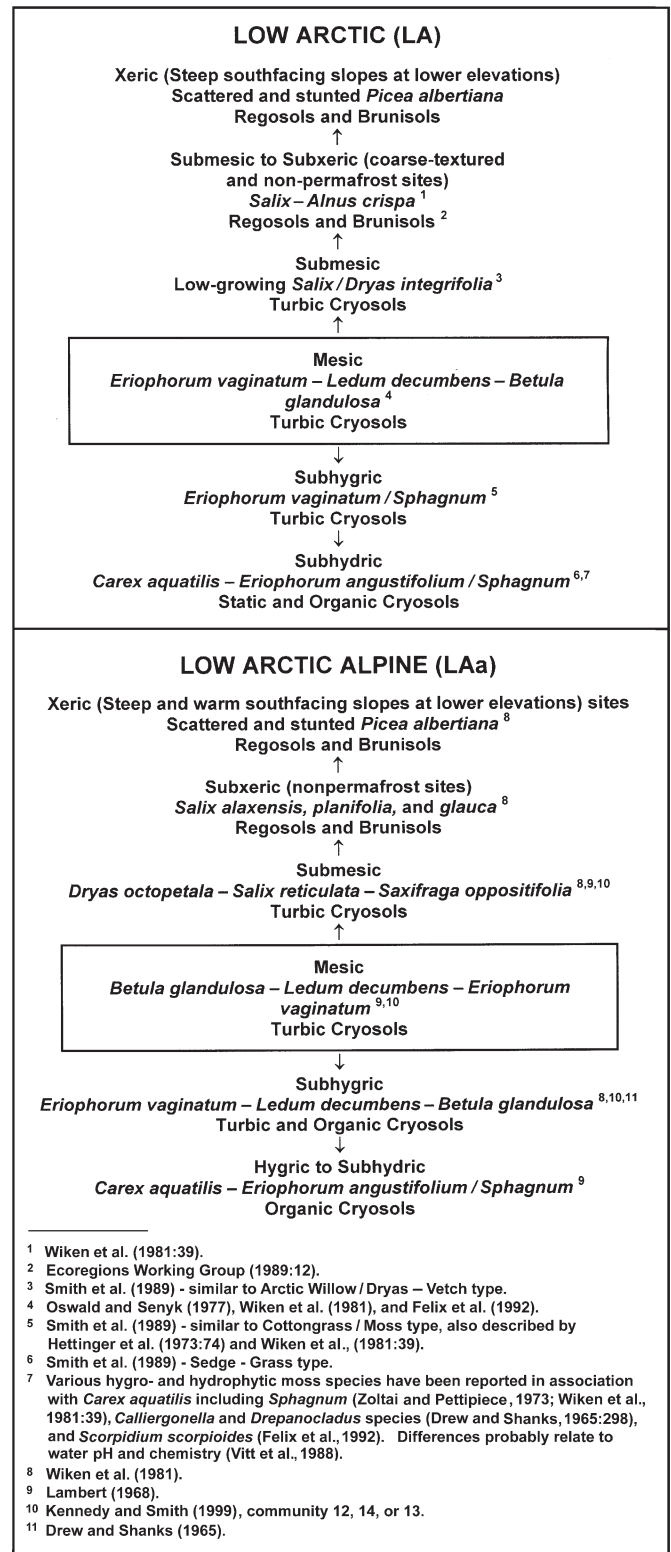 LOW ARCTIC (LA)
Xeric (Steep southfacing slopes at lower elevations)
Scattered and stunted Picea albertiana
Regosols and Brunisols
↑
Submesic to Subxeric (coarse-textured
and non-permafrost sites)
Salix – Alnus crispa 1
Regosols and Brunisols 2
↑
Submesic
Low-growing Salix / Dryas integrifolia 3
Turbic Cryosols
↑
Mesic
Eriophorum vaginatum – Ledum decumbens – Betula
glandulosa 4
Turbic Cryosols
↓
Subhygric
Eriophorum vaginatum / Sphagnum 5
Turbic Cryosols
↓
Subhydric
Carex aquatilis – Eriophorum angustifolium / Sphagnum 6,7
Static and Organic Cryosols
LOW ARCTIC ALPINE (LAa)
Xeric (Steep and warm southfacing slopes at lower elevations) sites
Scattered and stunted Picea albertiana 8
Regosols and Brunisols
↑
Subxeric (nonpermafrost sites)
Salix alaxensis, planifolia, and glauca 8
Regosols and Brunisols
↑
Submesic
Dryas octopetala – Salix reticulata – Saxifraga oppositifolia 8,9,10
Turbic Cryosols
↑
Mesic
Betula glandulosa – Ledum decumbens – Eriophorum
vaginatum 9,10
Turbic Cryosols
↓
Subhygric
Eriophorum vaginatum – Ledum decumbens – Betula glandulosa 8,10,11
Turbic and Organic Cryosols
↓
Hygric to Subhydric
Carex aquatilis – Eriophorum angustifolium / Sphagnum 9
Organic Cryosols
1 Wiken et al. (1981:39).
2 Ecoregions Working Group (1989:12).
3 Smith et al. (1989) - similar to Arctic Willow / Dryas – Vetch type.
4 Oswald and Senyk (1977), Wiken et al. (1981), and Felix et al. (1992).
5 Smith et al. (1989) - similar to Cottongrass / Moss type, also described by
Hettinger et al. (1973:74) and Wiken et al., (1981:39).
6 Smith et al. (1989) - Sedge - Grass type.
7 Various hygro- and hydrophytic moss species have been reported in association
with Carex aquatilis including Sphagnum (Zoltai and Pettipiece, 1973; Wiken et al.,
1981:39), Calliergonella and Drepanocladus species (Drew and Shanks, 1965:298),
and Scorpidium scorpioides (Felix et al., 1992). Differences probably relate to
water pH and chemistry (Vitt et al., 1988).
8 Wiken et al. (1981).
9 Lambert (1968).
10 Kennedy and Smith (1999), community 12, 14, or 13.
11 Drew and Shanks (1965).